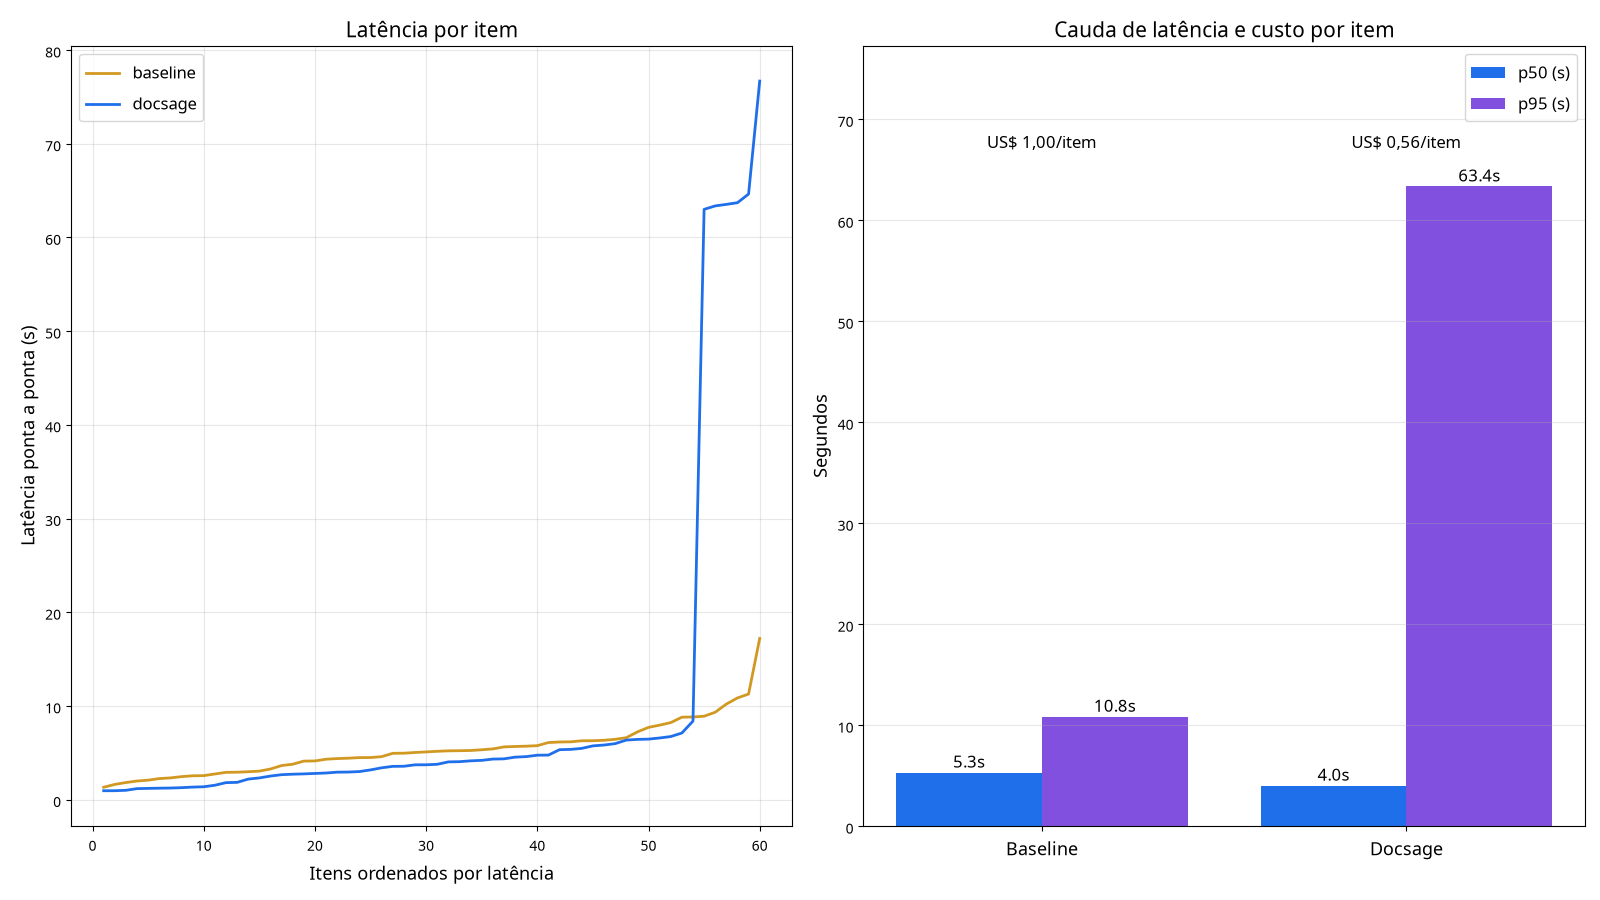 Latência por item
80
70
60
50
40
30
20
10
0
Latência ponta a ponta (s)
baseline
docsage
0 10 20 30 40 50 60
Itens ordenados por latência
Cauda de latência e custo por item
70
60
50
40
30
20
10
0
Segundos
p50 (s)
p95 (s)
US$ 1,00/item
US$ 0,56/item
63.4s
10.8s
5.3s
4.0s
Baseline
Docsage